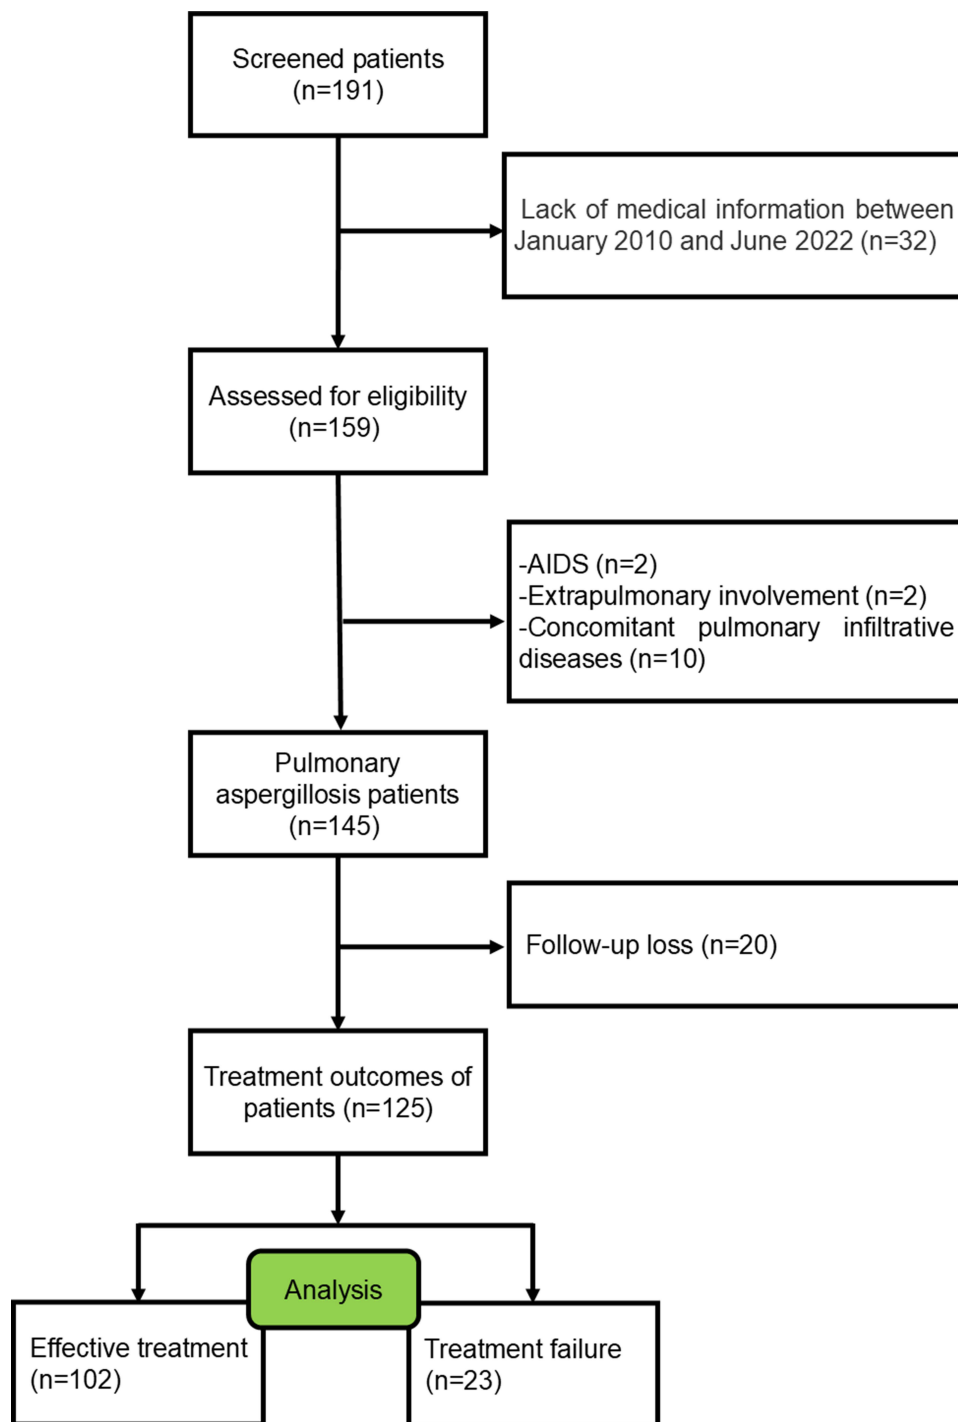 Screened patients
(n=191)
Lack of medical information between
January 2010 and June 2022 (n=32)
Assessed for eligibility
(n=159)
-AIDS (n=2)
-Extrapulmonary involvement (n=2)
-Concomitant pulmonary infiltrative
diseases (n=10)
Pulmonary
aspergillosis patients
(n=145)
Follow-up loss (n=20)
Treatment outcomes of
patients (n=125)
Analysis
Effective treatment
(n=102)
Treatment failure
(n=23)